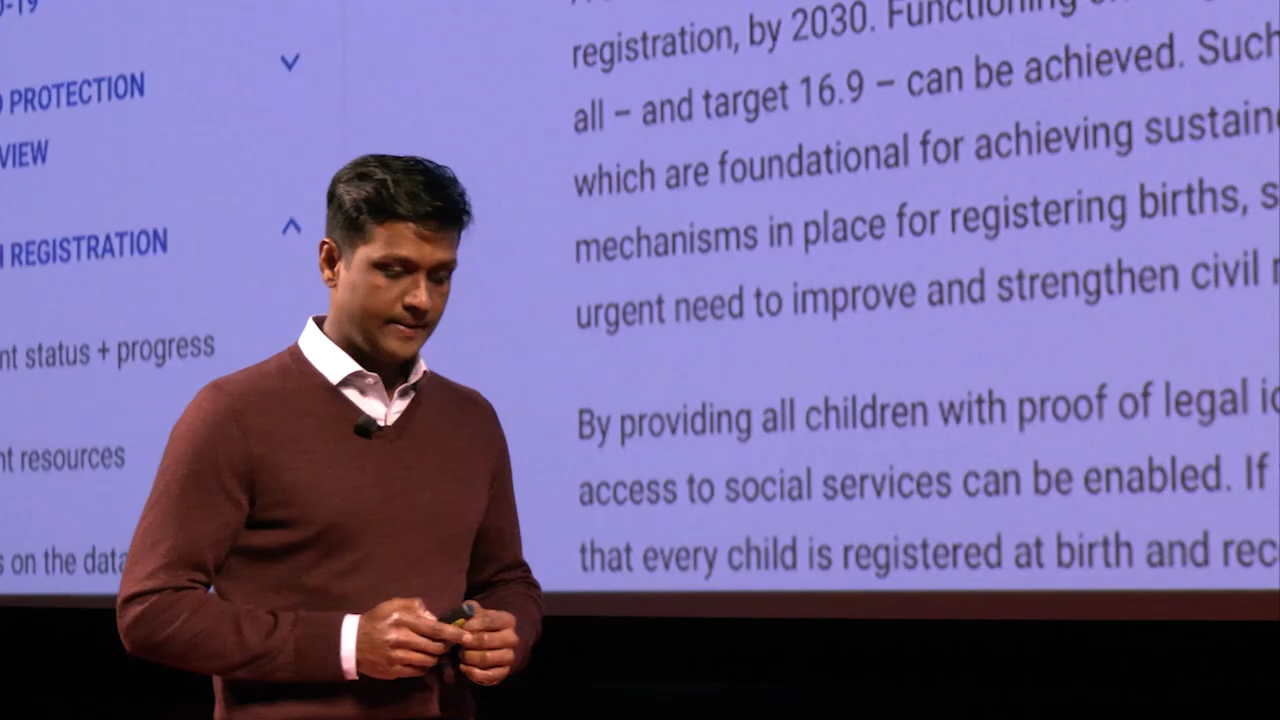 PROTECTION
VIEW
REGISTRATION
nt status + progress
nt resources
s on the data
registration, by 2030. Functioning
all – and target 16.9 – can be achieved. Such
which are foundational for achieving sustain
mechanisms in place for registering births, s
urgent need to improve and strengthen civil r
By providing all children with proof of legal i
access to social services can be enabled. If
that every child is registered at birth and rec